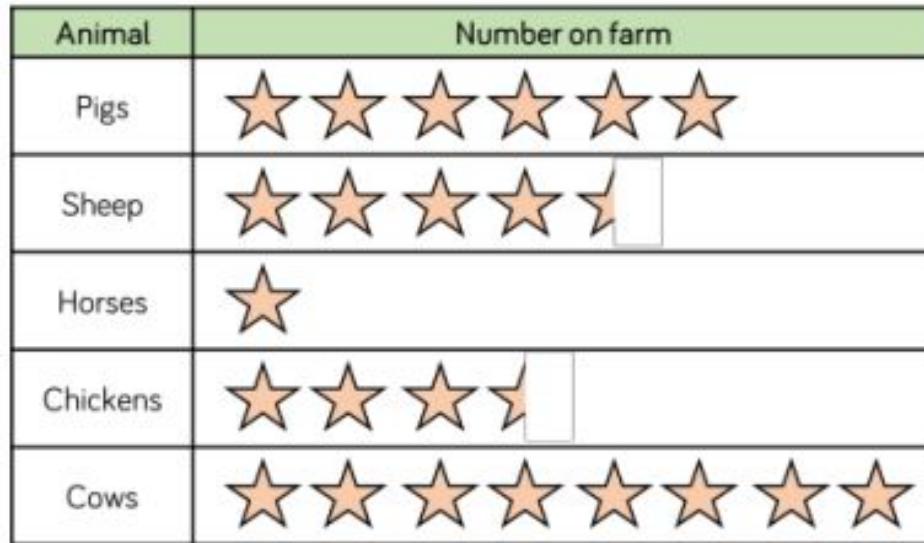 Animal Number on farm
Pigs
Sheep
Horses
Chickens
Cows